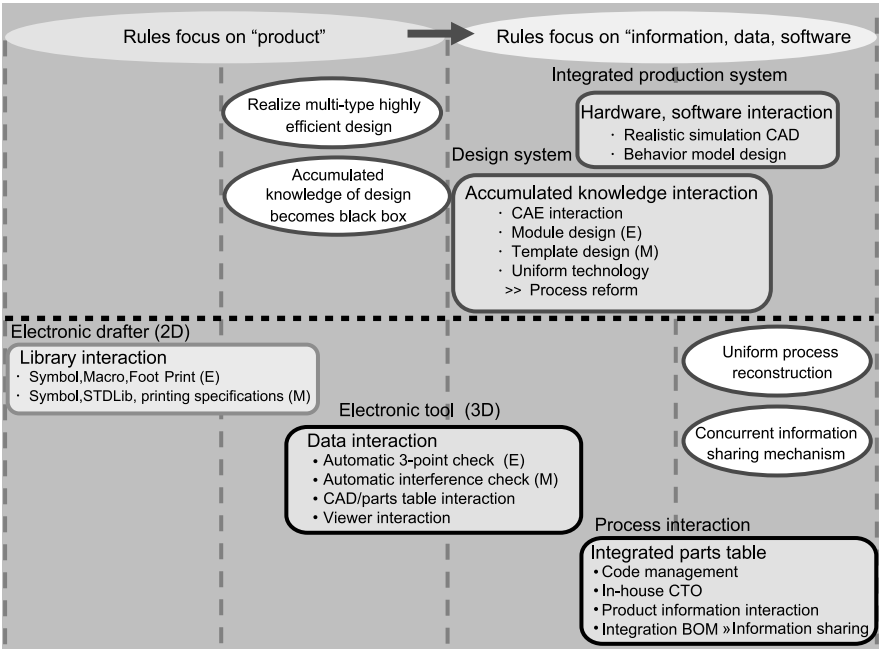 Rules focus on “product”
Rules focus on “information, data, software
Integrated production system
Realize multi-type highly
efficient design
Hardware, software interaction
· Realistic simulation CAD
· Behavior model design
Design system
Accumulated
knowledge of design
becomes black box
Accumulated knowledge interaction
· CAE interaction
· Module design (E)
· Template design (M)
· Uniform technology
>> Process reform
Electronic drafter (2D)
Library interaction
· Symbol,Macro,Foot Print (E)
· Symbol,STDLib, printing specifications (M)
Uniform process
reconstruction
Electronic tool (3D)
Data interaction
• Automatic 3-point check (E)
• Automatic interference check (M)
• CAD/parts table interaction
• Viewer interaction
Concurrent information
sharing mechanism
Process interaction
Integrated parts table
• Code management
• In-house CTO
• Product information interaction
• Integration BOM »Information sharing